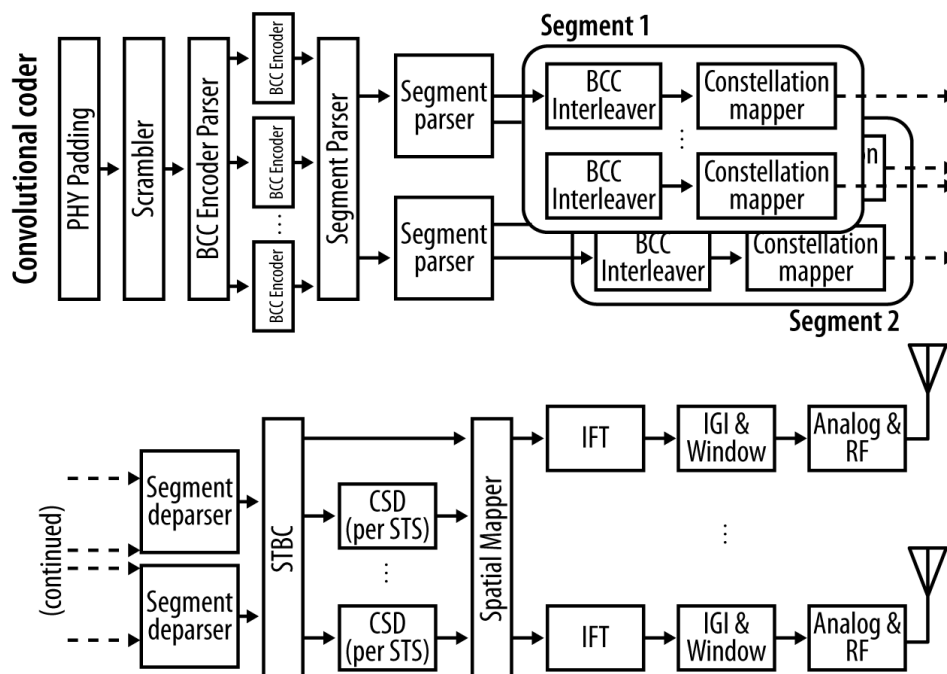 Convolutional coder
PHY Padding
Scrambler
BCC Encoder Parser
BCC Encoder
BCC Encoder
...
BCC Encoder
Segment Parser
Segment
parser
Segment
parser
Segment 1
BCC
Interleaver
Constellation
mapper
...
BCC
Interleaver
Constellation
mapper
on
BCC
Interleaver
Constellation
mapper
Segment 2
(continued)
Segment
deparser
Segment
deparser
STBC
CSD
(per STS)
...
CSD
(per STS)
Spatial Mapper
IFT
IGI &
Window
Analog &
RF
...
IFT
IGI &
Window
Analog &
RF